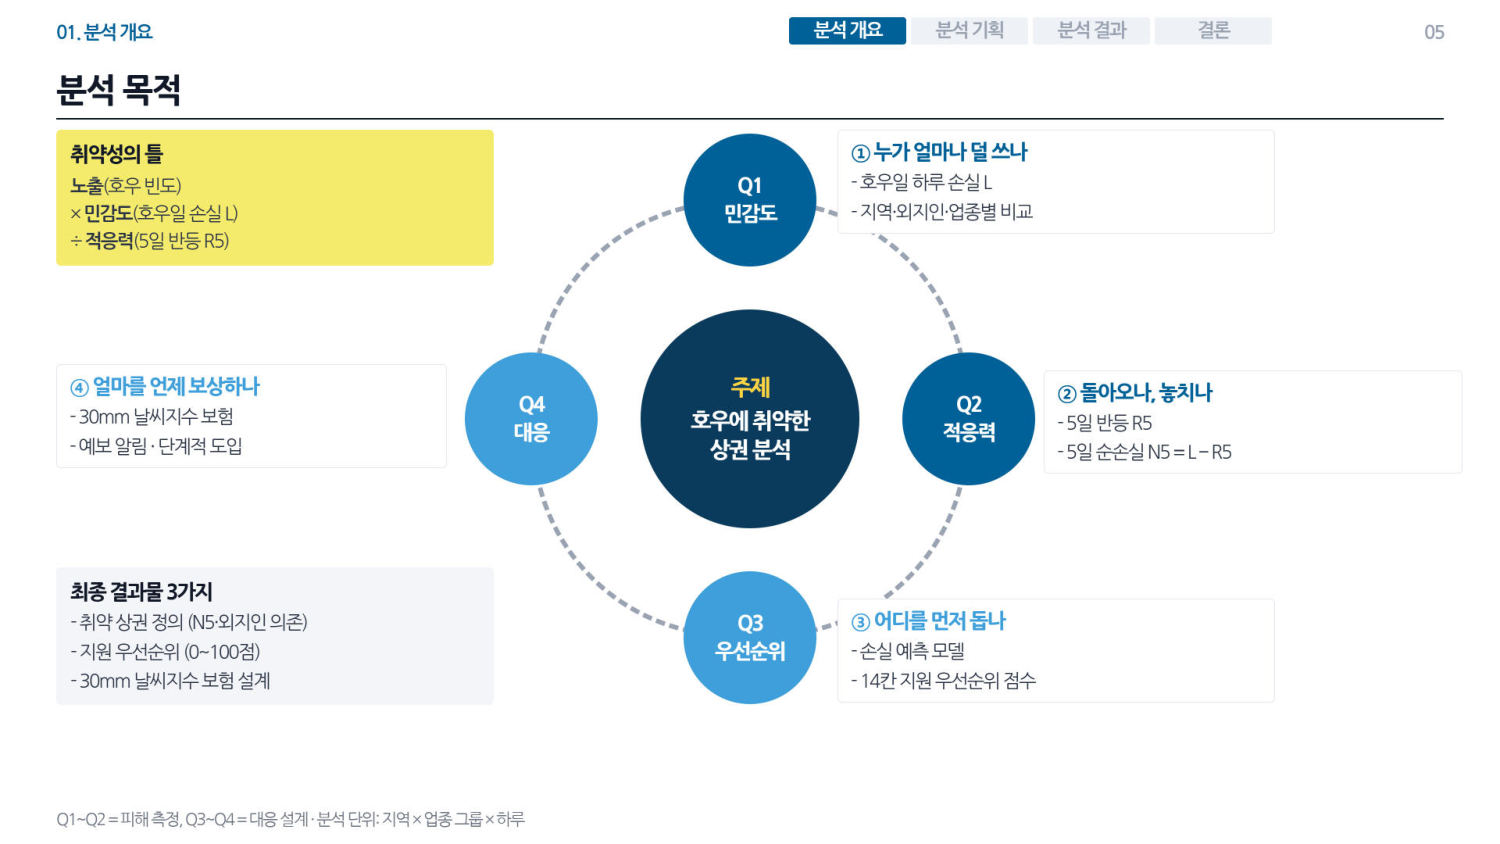 01. 분석 개요
분석 개요
분석 기획
분석 결과
결론
05
분석 목적
취약성의 틀
노출(호우 빈도)
× 민감도(호우일 손실 L)
÷ 적응력(5일 반등 R5)
Q1
민감도
① 누가 얼마나 덜 쓰나
- 호우일 하루 손실 L
- 지역·외지인·업종별 비교
④ 얼마를 언제 보상하나
- 30mm 날씨지수 보험
- 예보 알림 · 단계적 도입
Q4
대응
주제
호우에 취약한
상권 분석
Q2
적응력
② 돌아오나, 놓치나
- 5일 반등 R5
- 5일 순손실 N5 = L – R5
최종 결과물 3가지
- 취약 상권 정의 (N5·외지인 의존)
- 지원 우선순위 (0~100점)
- 30mm 날씨지수 보험 설계
Q3
우선순위
③ 어디를 먼저 돕나
- 손실 예측 모델
- 14칸 지원 우선순위 점수
Q1~Q2 = 피해 측정, Q3~Q4 = 대응 설계 · 분석 단위: 지역 × 업종 그룹 × 하루